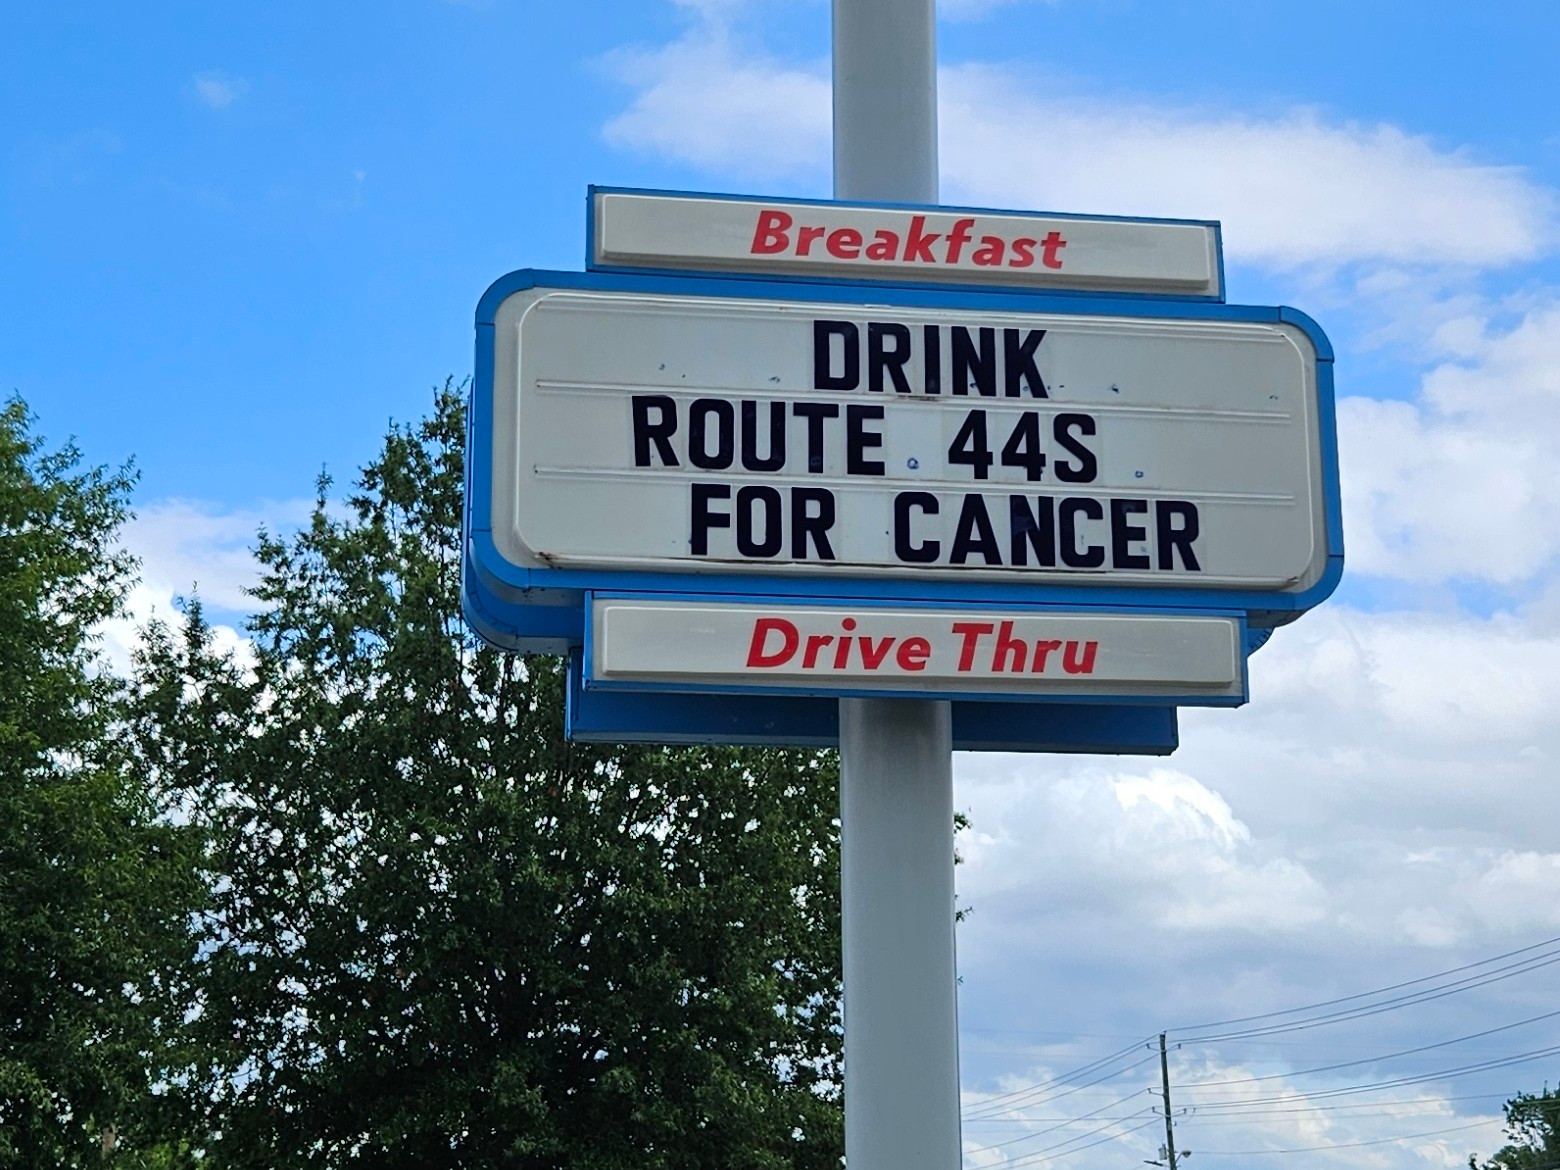 Breakfast
DRINK
ROUTE 44S
FOR CANCER
Drive Thru